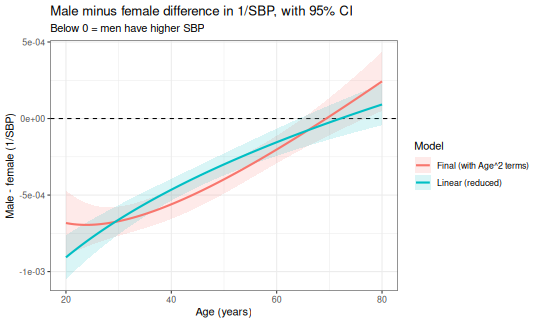 Male minus female difference in 1/SBP, with 95% CI
Below 0 = men have higher SBP
5e-04
0e+00
-5e-04
-1e-03
Male - female (1/SBP)
20
40
60
80
Age (years)
Model
Final (with Age^2 terms)
Linear (reduced)